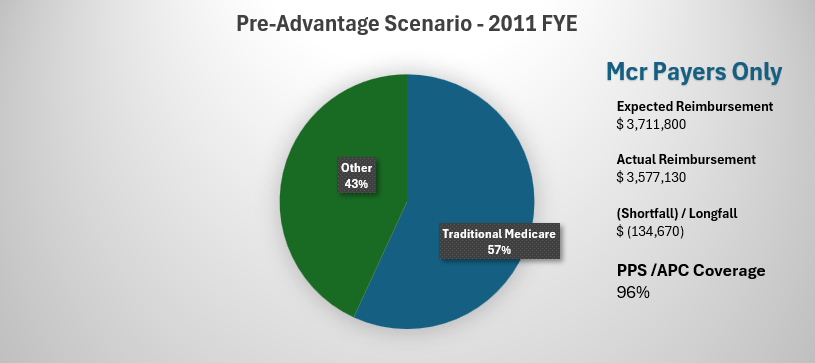 Pre-Advantage Scenario - 2011 FYE
Mcr Payers Only
Expected Reimbursement
$ 3,711,800
Actual Reimbursement
$ 3,577,130
(Shortfall) / Longfall
$ (134,670)
PPS /APC Coverage
96%
Other
43%
Traditional Medicare
57%